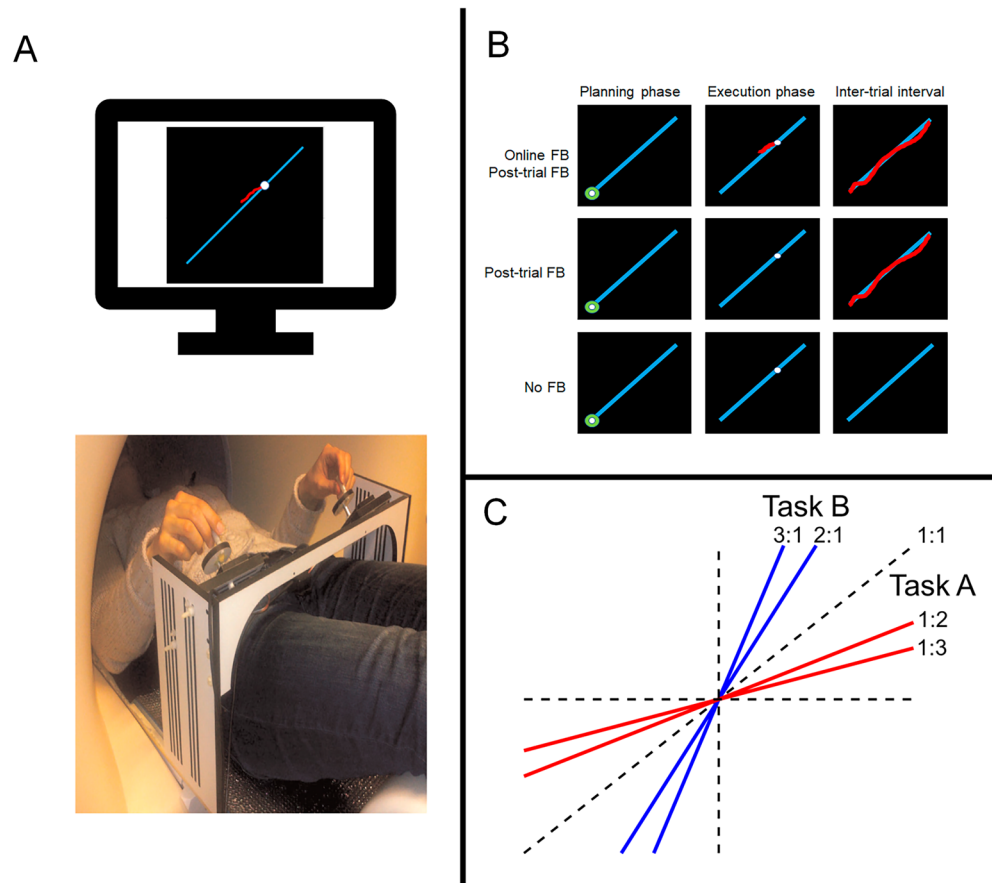 A
B
Planning phase Execution phase Inter-trial interval
Online FB
Post-trial FB
Post-trial FB
No FB
C
Task B
3:1 2:1 1:1
Task A
1:2
1:3